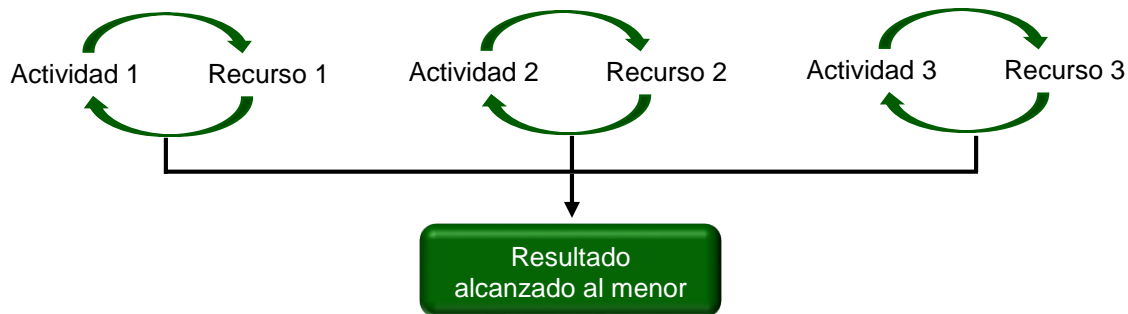 Actividad 1
Recurso 1
Actividad 2
Recurso 2
Actividad 3
Recurso 3
Resultado
alcanzado al menor